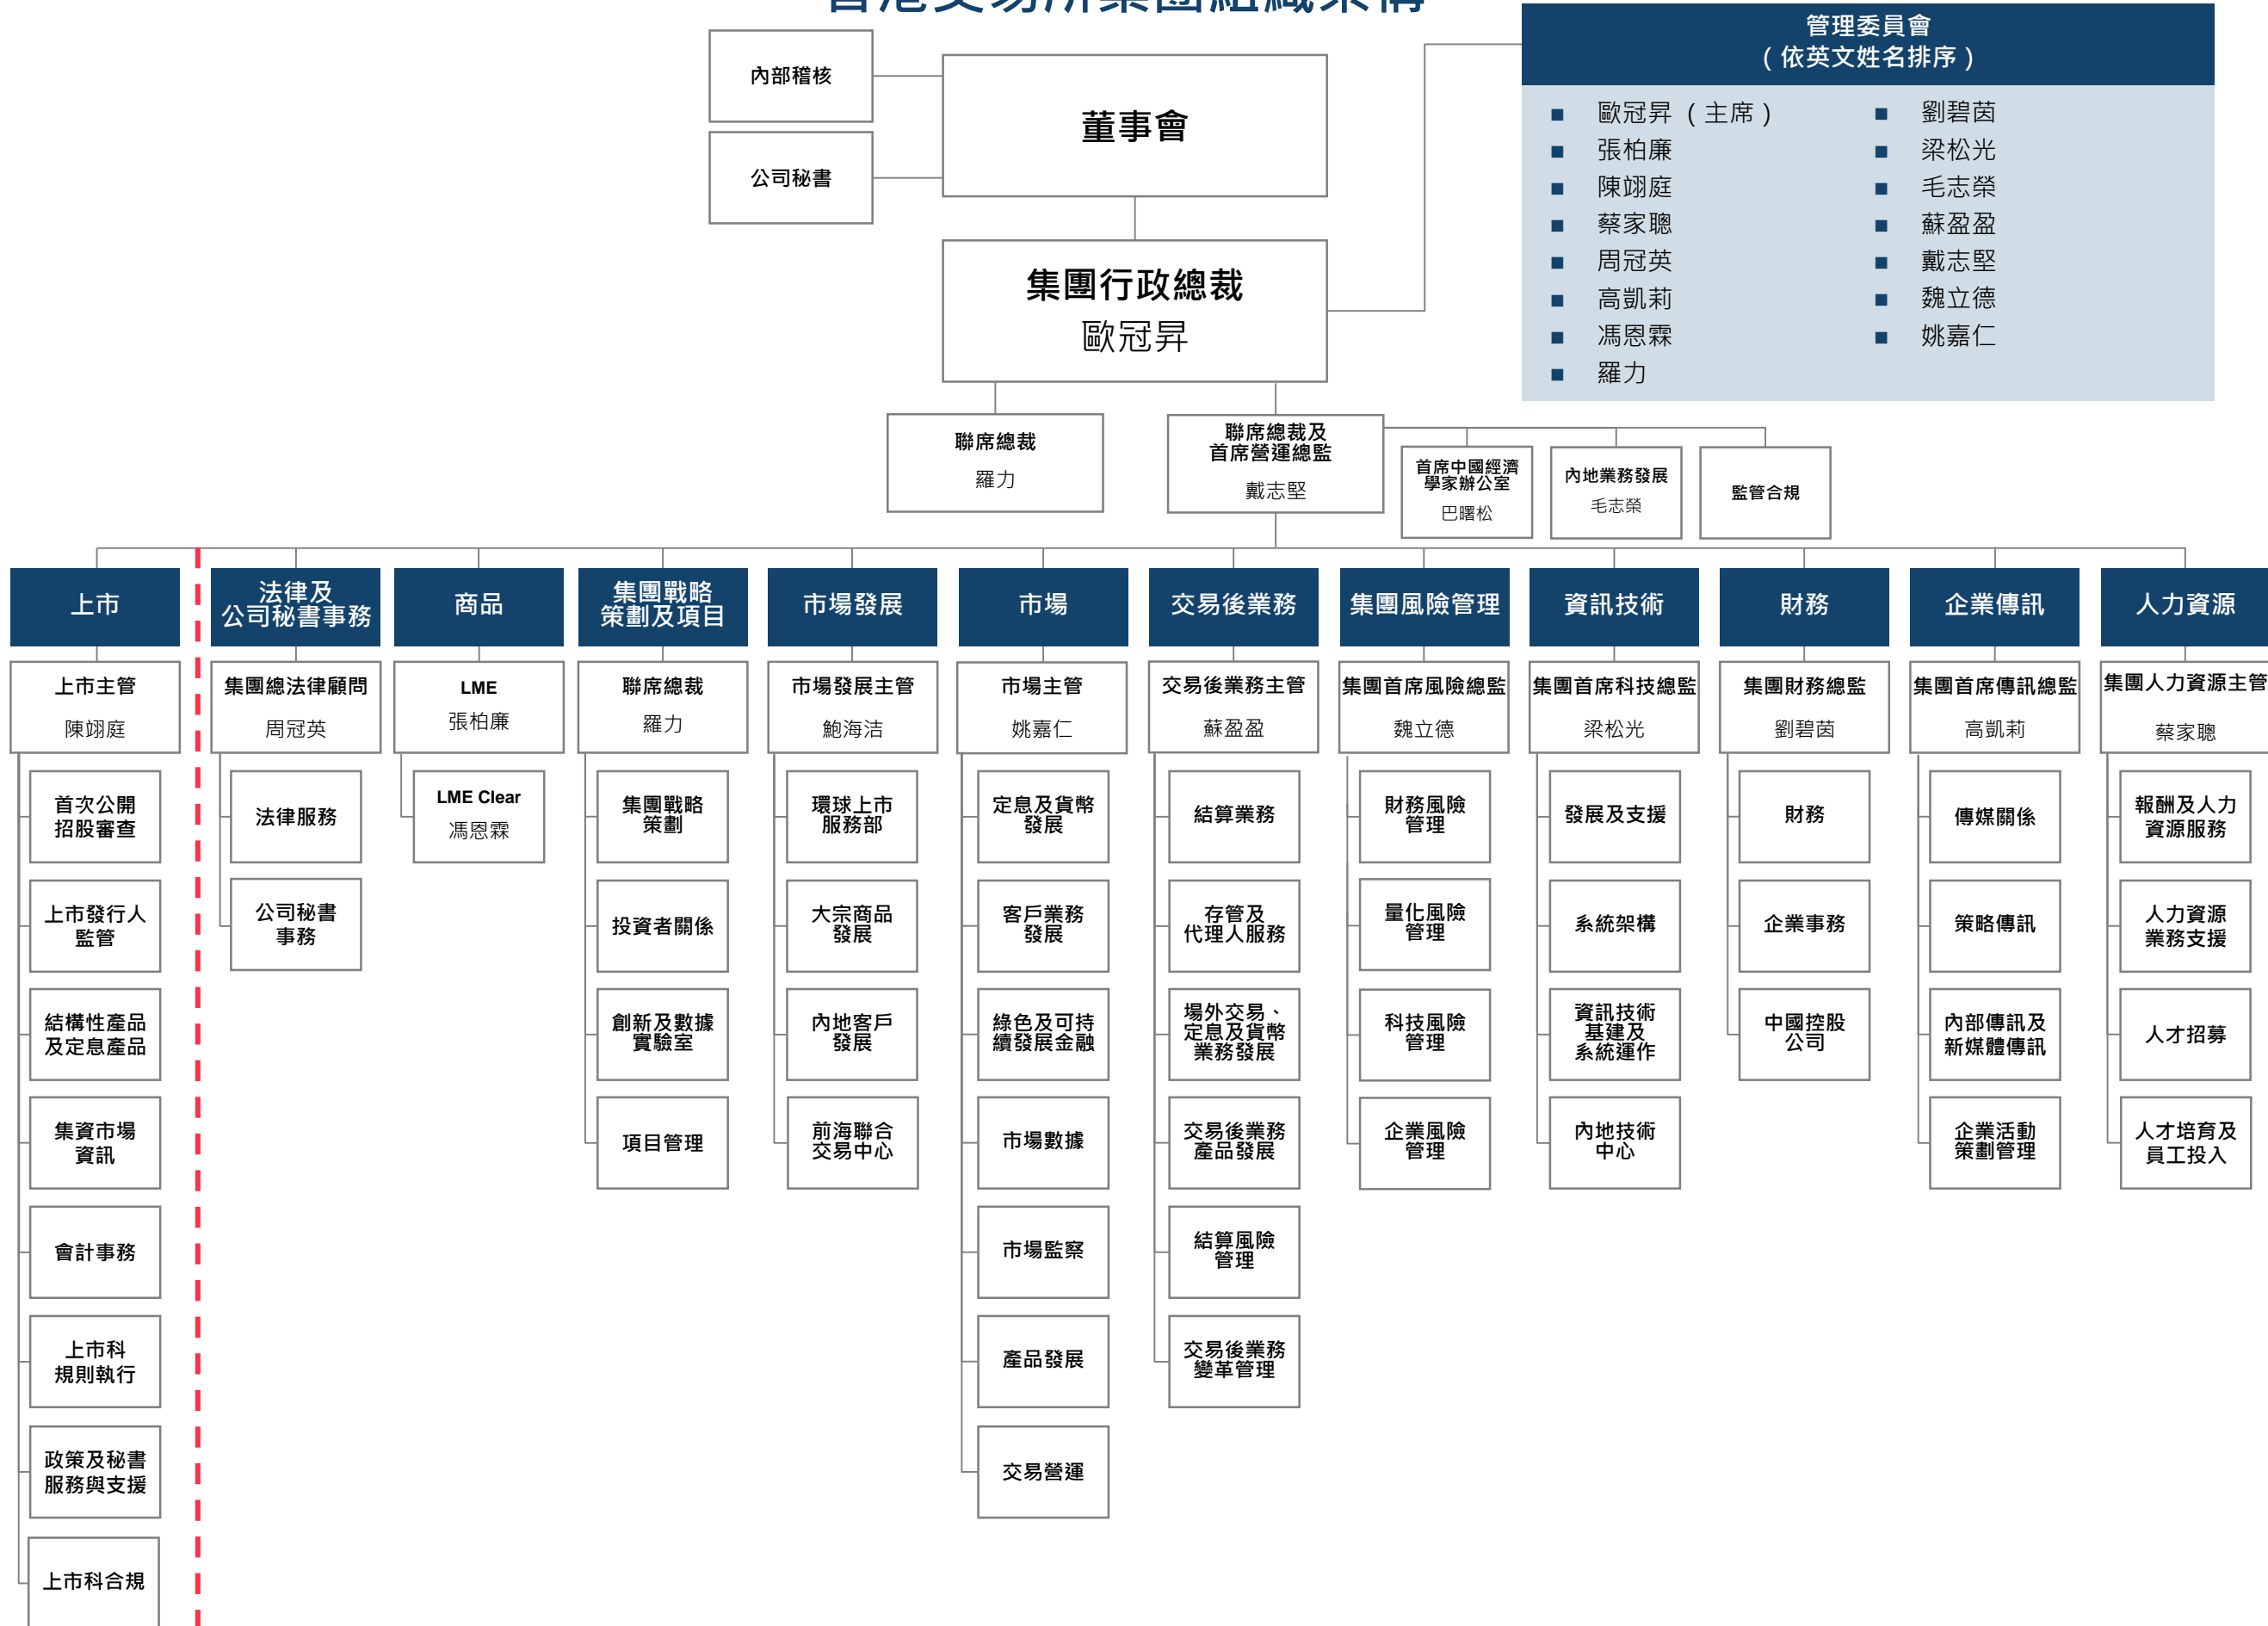 香港交易所集團組織架構
內部稽核
公司秘書
董事會
集團行政總裁
歐冠昇
管理委員會
(依英文姓名排序)
歐冠昇 (主席)
張柏廉
陳翊庭
蔡家聰
周冠英
高凱莉
馮恩霖
羅力
劉碧茵
梁松光
毛志榮
蘇盈盈
戴志堅
魏立德
姚嘉仁
聯席總裁
羅力
聯席總裁及
首席營運總監
戴志堅
首席中國經濟
學家辦公室
巴曙松
內地業務發展
毛志榮
監管合規
上市
上市主管
陳翊庭
首次公開
招股審查
上市發行人
監管
結構性產品
及定息產品
集資市場
資訊
會計事務
上市科
規則執行
政策及秘書
服務與支援
上市科合規
法律及
公司秘書事務
集團總法律顧問
周冠英
法律服務
公司秘書
事務
商品
LME
張柏廉
LME Clear
馮恩霖
集團戰略
策劃及項目
聯席總裁
羅力
集團戰略
策劃
投資者關係
創新及數據
實驗室
項目管理
市場發展
市場發展主管
鮑海洁
環球上市
服務部
大宗商品
發展
內地客戶
發展
前海聯合
交易中心
市場
市場主管
姚嘉仁
定息及貨幣
發展
客戶業務
發展
綠色及可持
續發展金融
市場數據
市場監察
產品發展
交易營運
交易後業務
交易後業務主管
蘇盈盈
結算業務
存管及
代理人服務
場外交易、
定息及貨幣
業務發展
交易後業務
產品發展
結算風險
管理
交易後業務
變革管理
集團風險管理
集團首席風險總監
魏立德
財務風險
管理
量化風險
管理
科技風險
管理
企業風險
管理
資訊技術
集團首席科技總監
梁松光
發展及支援
系統架構
資訊技術
基建及
系統運作
內地技術
中心
財務
集團財務總監
劉碧茵
財務
企業事務
中國控股
公司
企業傳訊
集團首席傳訊總監
高凱莉
傳媒關係
策略傳訊
內部傳訊及
新媒體傳訊
企業活動
策劃管理
人力資源
集團人力資源主管
蔡家聰
報酬及人力
資源服務
人力資源
業務支援
人才招募
人才培育及
員工投入